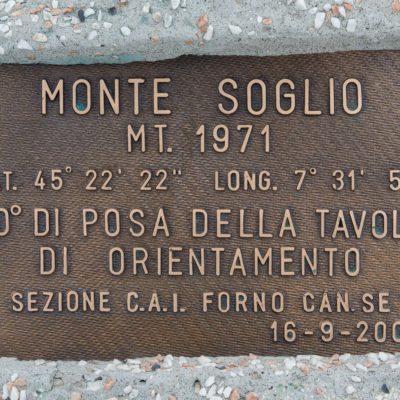 MONTE SOGLIO
MT. 1971
T. 45° 22' 22" LONG. 7° 31' 5
0° DI POSA DELLA TAVOL
DI ORIENTAMENTO
SEZIONE C.A.I. FORNO CAN.SE
16-9-200